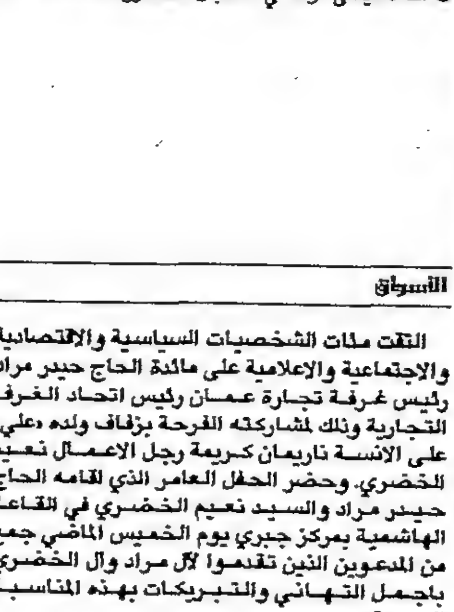 الأسواق
التقت مئات الشخصيات السياسية والاقتصادية
والاجتماعية والاعلامية على مائدة الحاج حيدر مراد
رئيس غرفة تجارة عمان رئيس اتحاد الغرف
التجارية وذلك لمشاركته الفرحة بزفاف ولده «علي
على الانسة ناريمان كريمة رجل الاعمال نعيم
الخضري. وحضر الحفل العامر الذي اقامه الحاج
حيدر مراد والسيد نعيم الخضري في القاعة
الهاشمية بمركز جبري يوم الخميس الماضي جمع
من المدعوين الذين تقدموا لآل مراد وآل الخضري
باجمل التهاني والتبريكات بهذه المناسبة